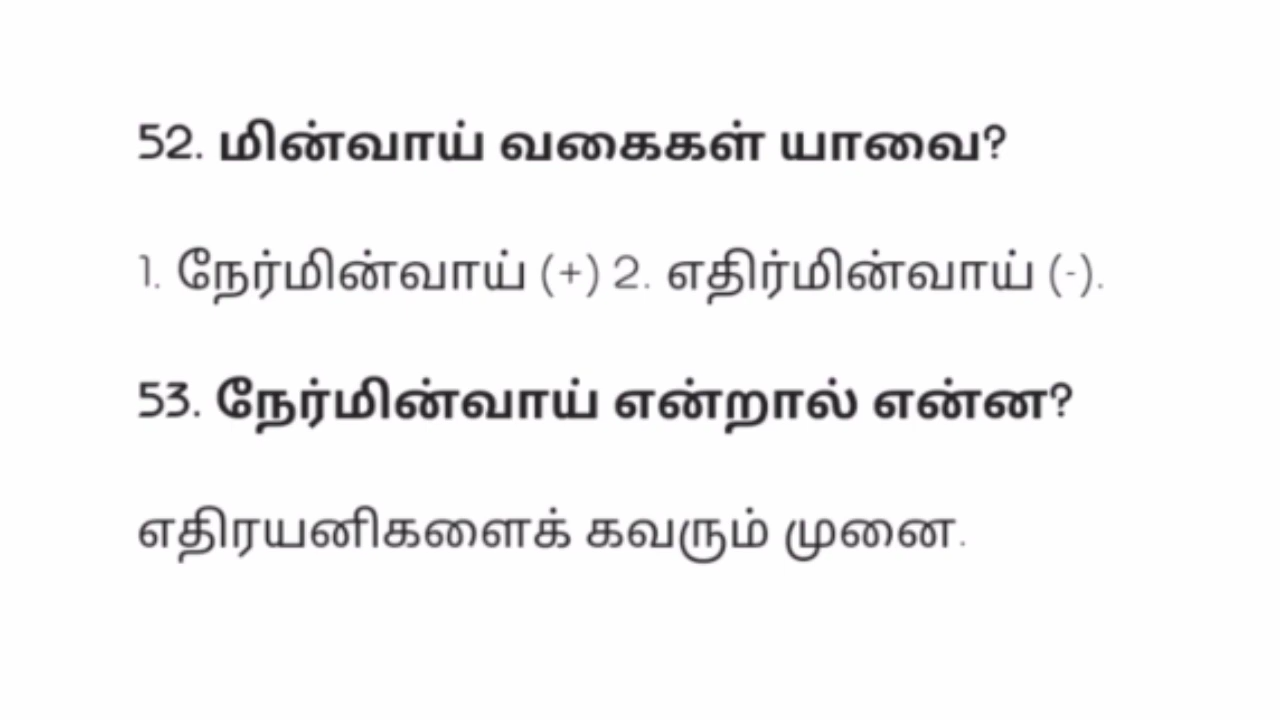 52. மின்வாய் வகைகள் யாவை?
1. நேர்மின்வாய் (+) 2. எதிர்மின்வாய் (-).
53. நேர்மின்வாய் என்றால் என்ன?
எதிரயனிகளைக் கவரும் முனை.